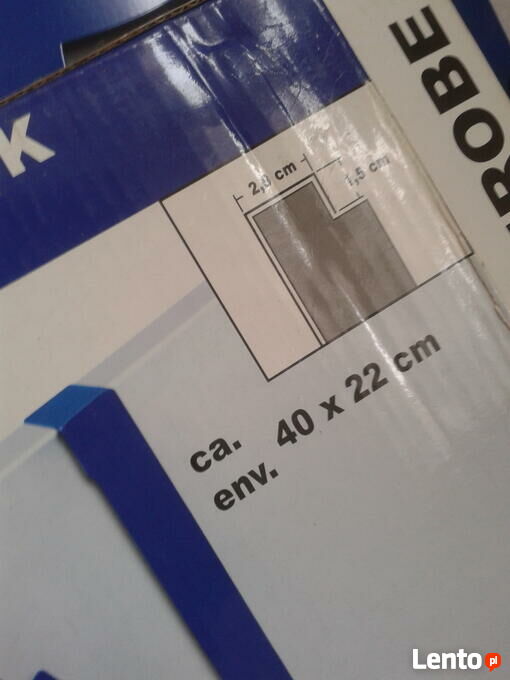 K
ROBE
2,0 cm
1,5 cm
ca. 40 x 22 cm
env.
Lento pl